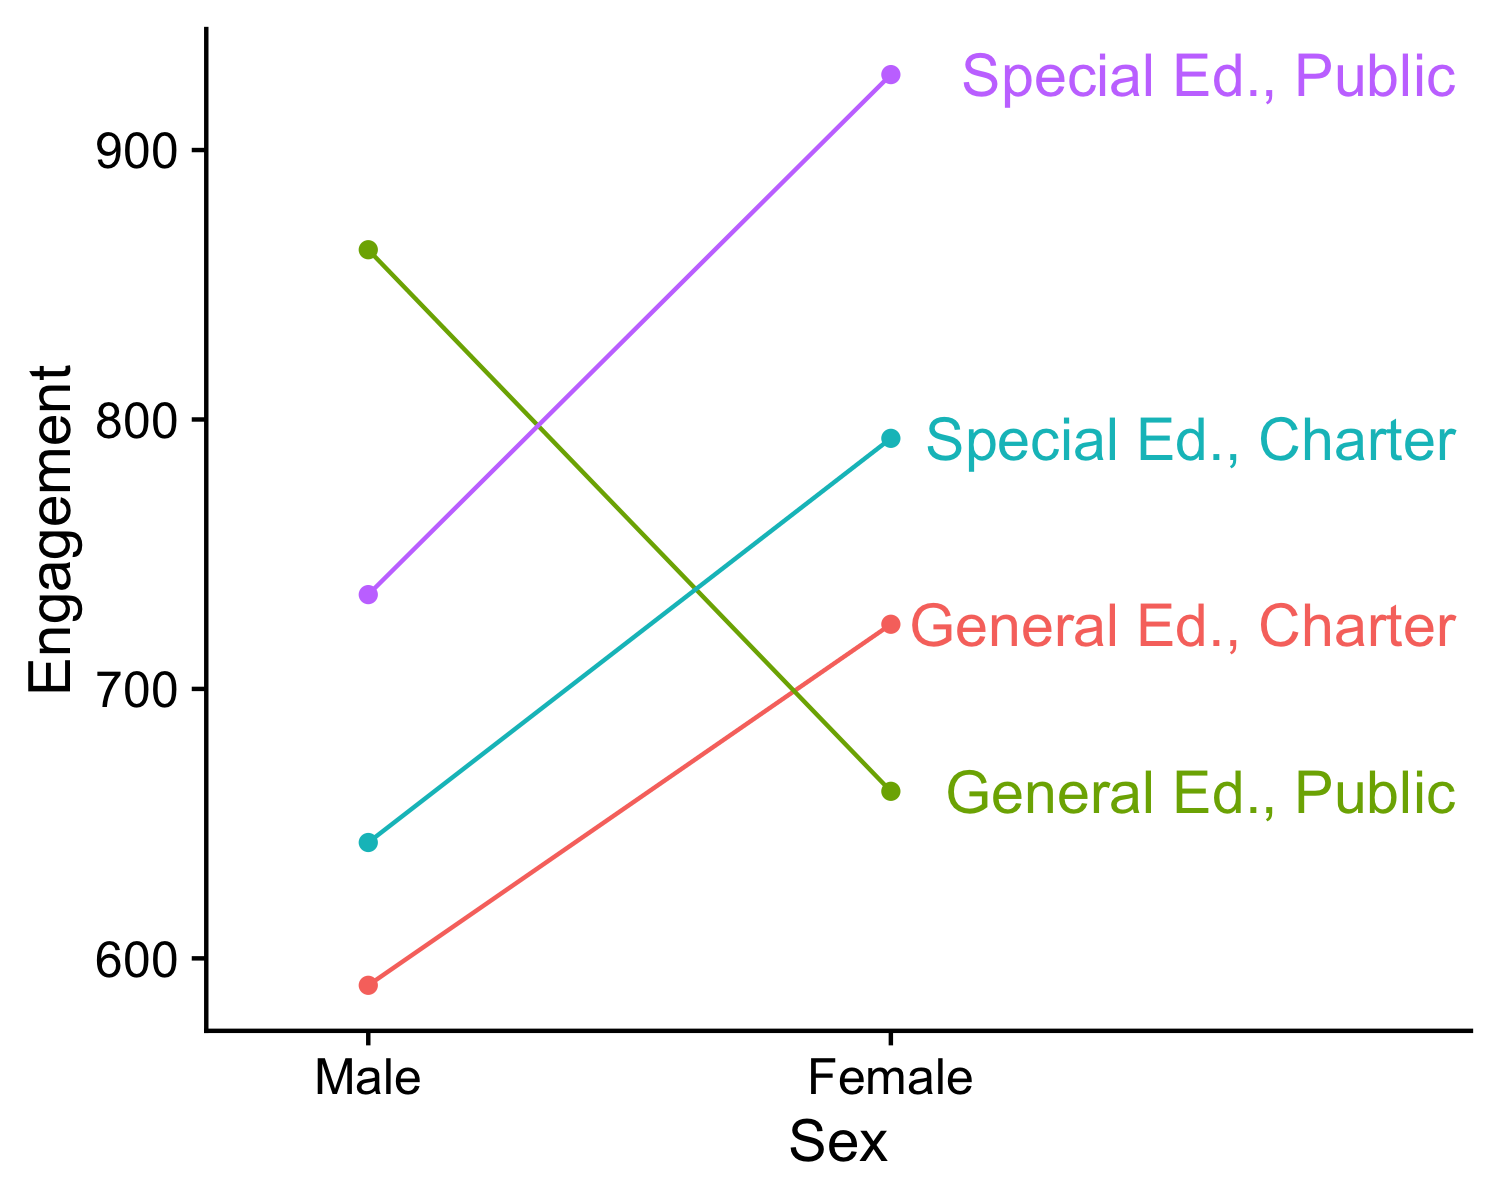 Special Ed., Public
900
800
Special Ed., Charter
Engagement
General Ed., Charter
700
General Ed., Public
600
Male
Female
Sex